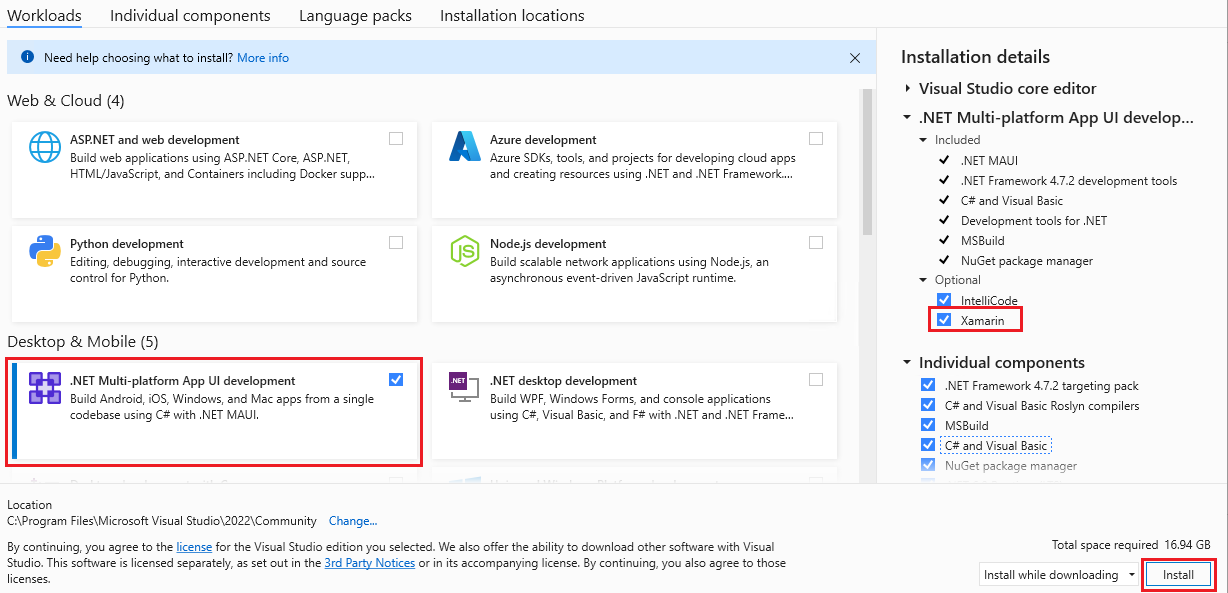 Workloads Individual components Language packs Installation locations
Need help choosing what to install? More info
Web & Cloud (4)
ASP.NET and web development
Build web applications using ASP.NET Core, ASP.NET,
HTML/JavaScript, and Containers including Docker supp...
Azure development
Azure SDKs, tools, and projects for developing cloud apps
and creating resources using .NET and .NET Framework....
Python development
Editing, debugging, interactive development and source
control for Python.
JS
Node.js development
Build scalable network applications using Node.js, an
asynchronous event-driven JavaScript runtime.
Desktop & Mobile (5)
.NET Multi-platform App UI development
Build Android, iOS, Windows, and Mac apps from a single
codebase using C# with .NET MAUI.
.NET
.NET desktop development
Build WPF, Windows Forms, and console applications
using C#, Visual Basic, and F# with .NET and .NET Frame...
Installation details
Visual Studio core editor
.NET Multi-platform App UI develop...
Included
.NET MAUI
.NET Framework 4.7.2 development tools
C# and Visual Basic
Development tools for .NET
MSBuild
NuGet package manager
Optional
IntelliCode
Xamarin
Individual components
.NET Framework 4.7.2 targeting pack
C# and Visual Basic Roslyn compilers
MSBuild
C# and Visual Basic
NuGet package manager
Location
C:\Program Files\Microsoft Visual Studio\2022\Community Change...
By continuing, you agree to the license for the Visual Studio edition you selected. We also offer the ability to download other software with Visual
Studio. This software is licensed separately, as set out in the 3rd Party Notices or in its accompanying license. By continuing, you also agree to those
licenses.
Total space required 16.94 GB
Install while downloading
Install